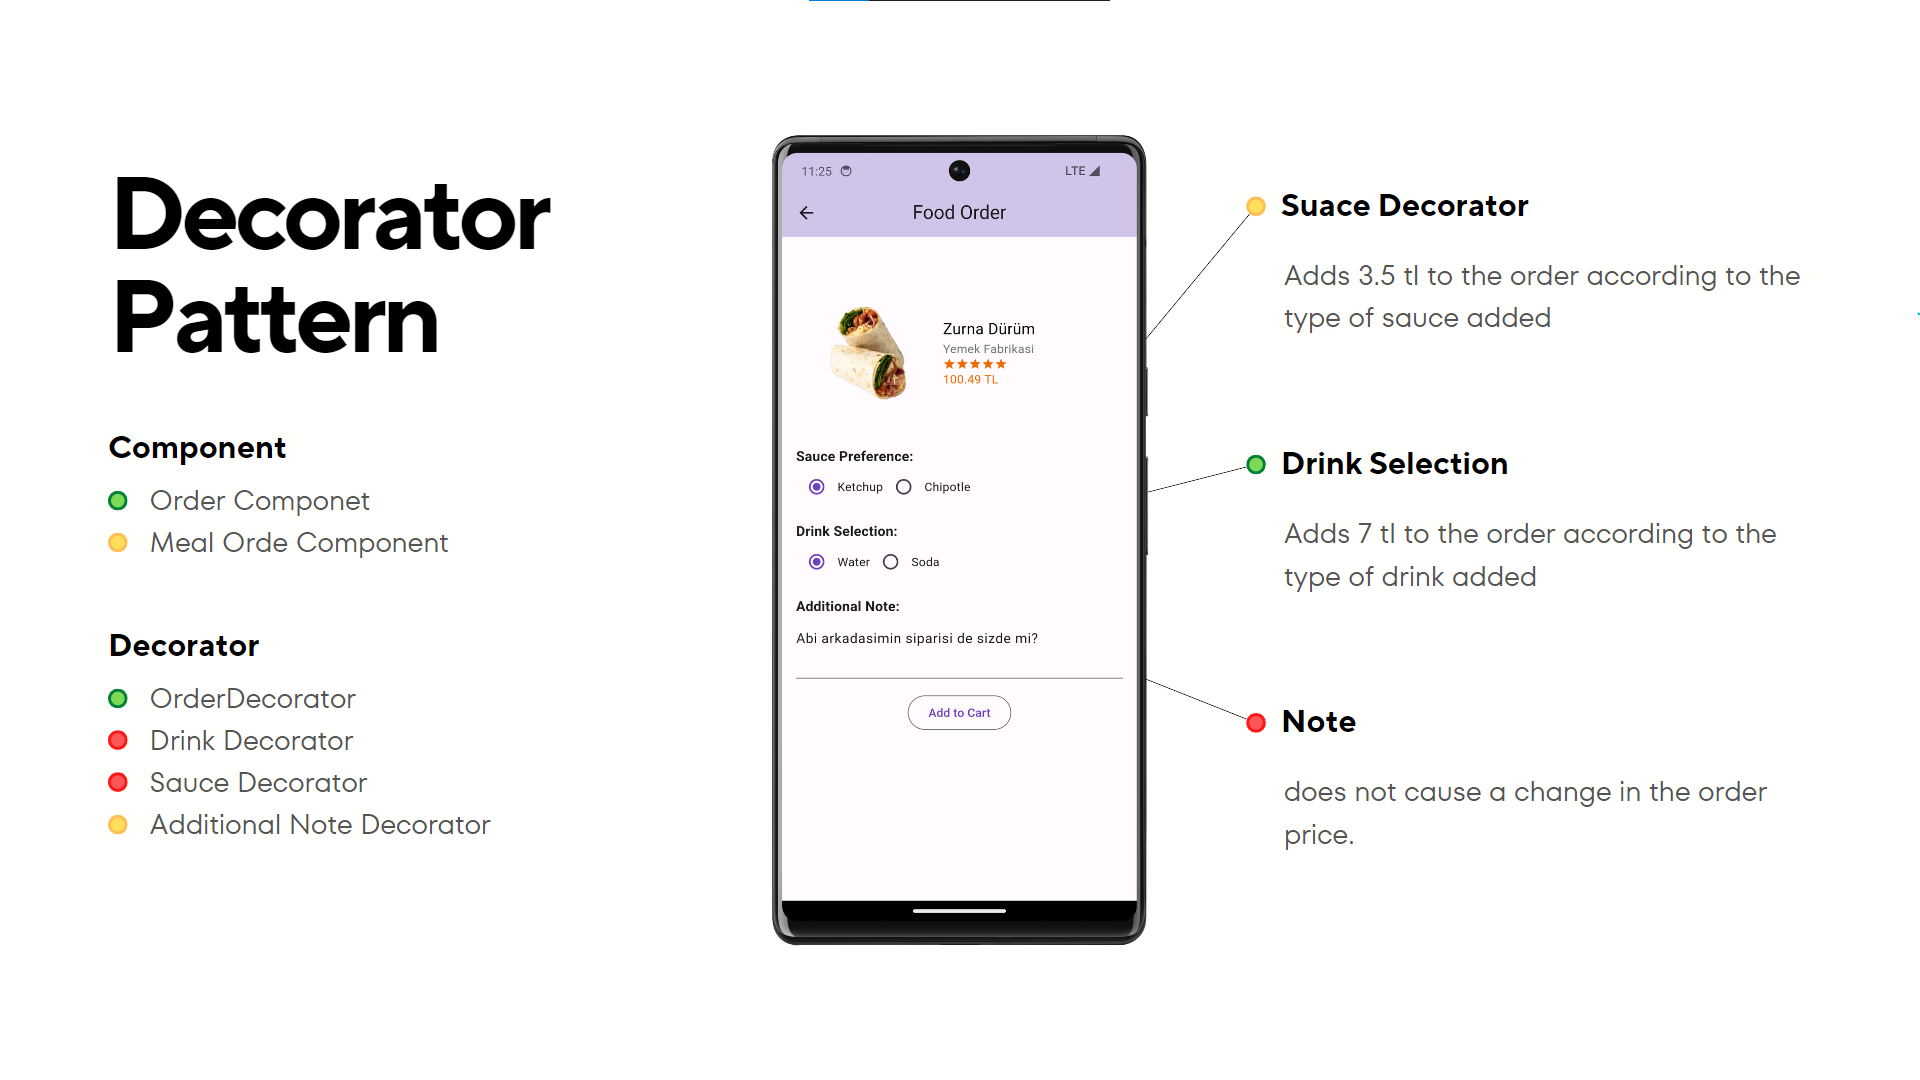 Decorator
Pattern
Component
Order Componet
Meal Orde Component
Decorator
OrderDecorator
Drink Decorator
Sauce Decorator
Additional Note Decorator
11:25
LTE
Food Order
Zurna Dürüm
Yemek Fabrikasi
100.49 TL
Sauce Preference:
Ketchup Chipotle
Drink Selection:
Water Soda
Additional Note:
Abi arkadasimin siparisi de sizde mi?
Add to Cart
Suace Decorator
Adds 3.5 tl to the order according to the
type of sauce added
Drink Selection
Adds 7 tl to the order according to the
type of drink added
Note
does not cause a change in the order
price.